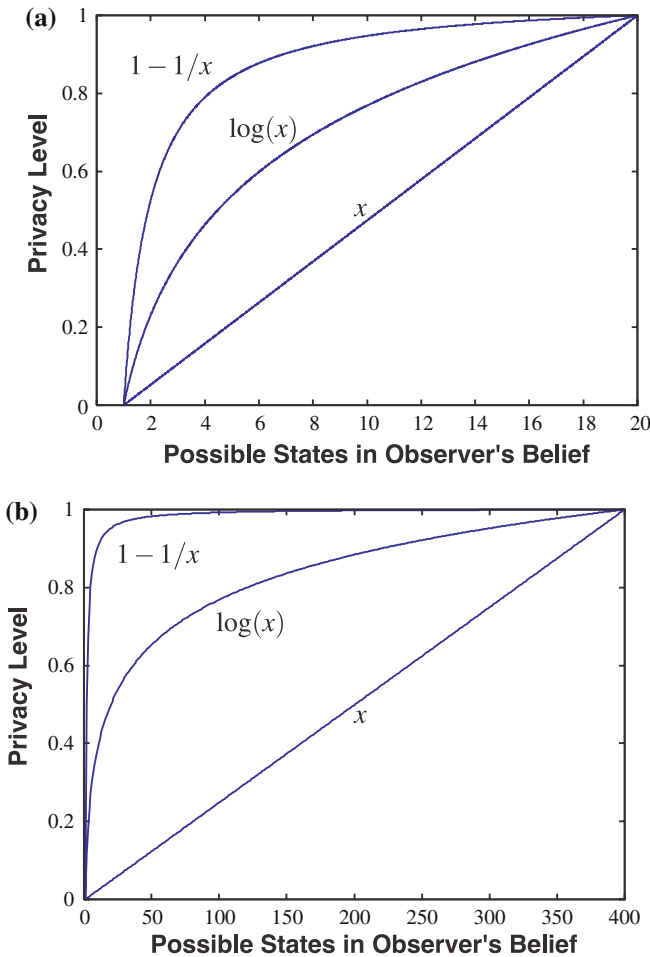 (a)
1
0.8
0.6
0.4
0.2
0
Privacy Level
1 − 1/x
log(x)
x
0 2 4 6 8 10 12 14 16 18 20
Possible States in Observer's Belief
(b)
1
0.8
0.6
0.4
0.2
0
Privacy Level
1 − 1/x
log(x)
x
0 50 100 150 200 250 300 350 400
Possible States in Observer's Belief